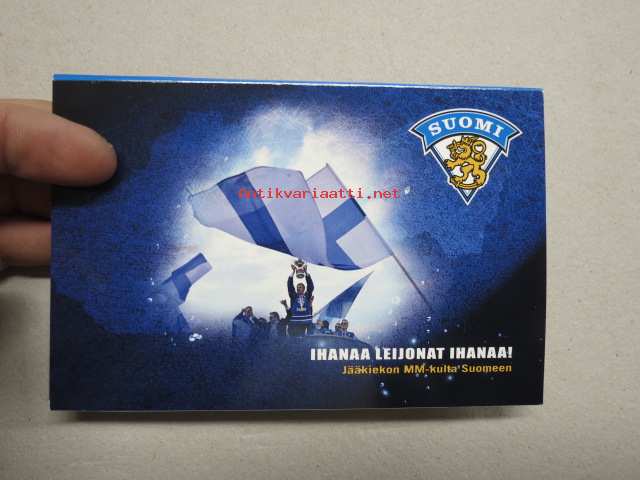 SUOMI
Antikvariaatti.net
IHANAA LEIJONAT IHANAA!
Jääkiekon MM-kulta Suomeen